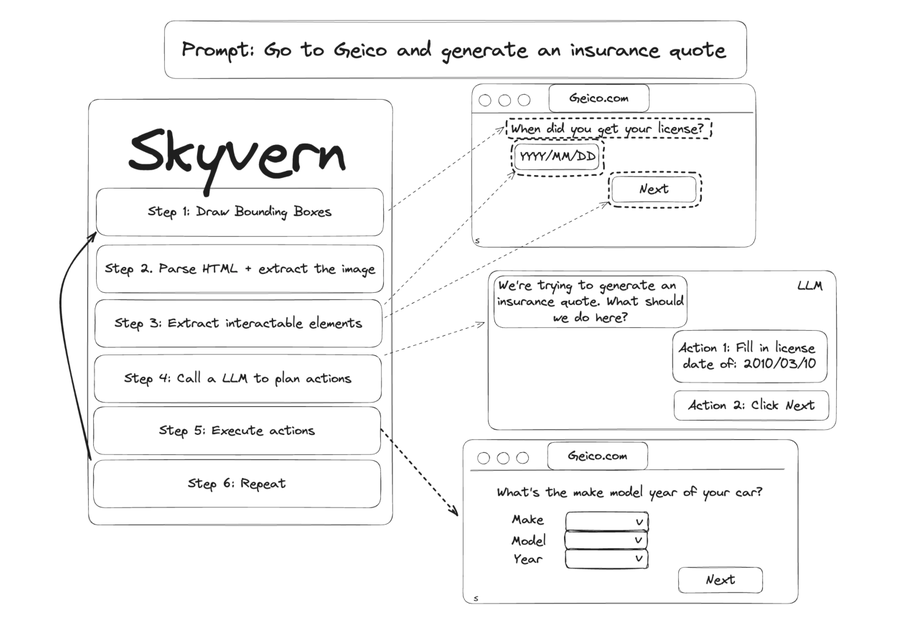 Prompt: Go to Geico and generate an insurance quote
Skyvern
Step 1: Draw Bounding Boxes
Step 2. Parse HTML + extract the image
Step 3: Extract interactable elements
Step 4: Call a LLM to plan actions
Step 5: Execute actions
Step 6: Repeat
Geico.com
When did you get your license?
YYYY/MM/DD
Next
s
We're trying to generate an
insurance quote. What should
we do here?
LLM
Action 1: Fill in license
date of: 2010/03/10
Action 2: Click Next
Geico.com
What's the make model year of your car?
Make
Model
Year
Next
s